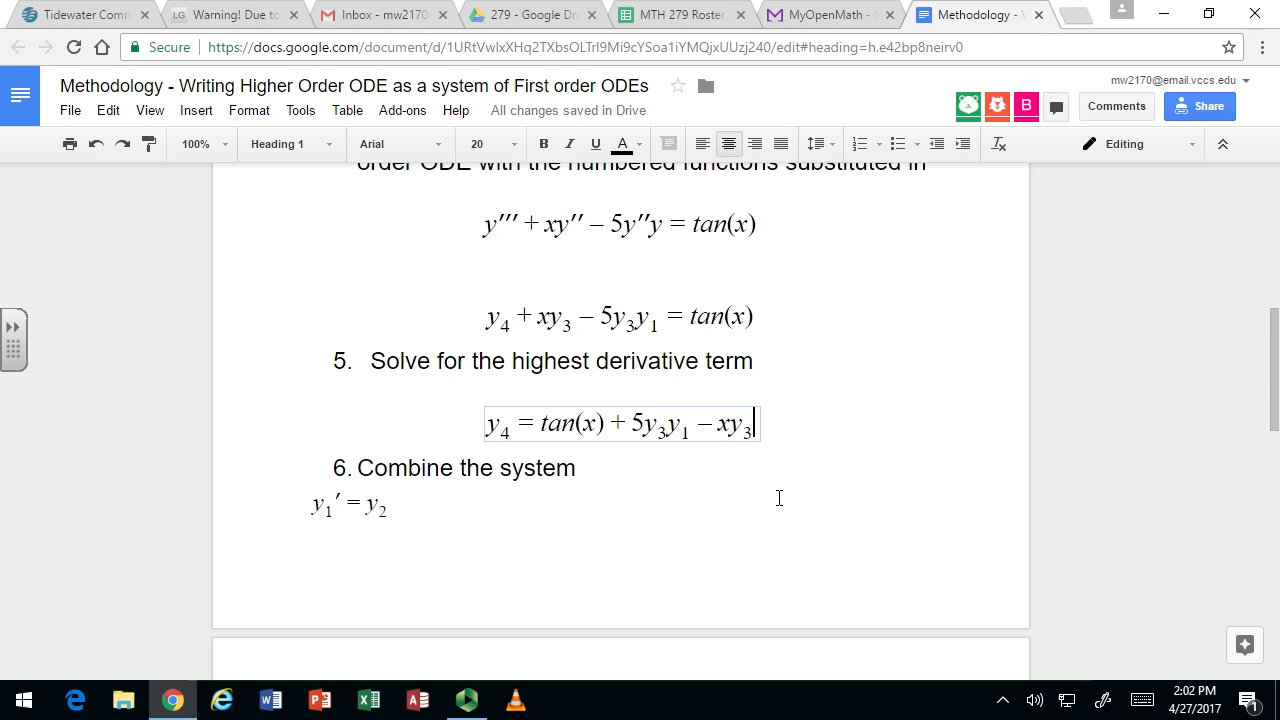 Tidewater Comm
Warning! Due to
Inbox - mw2170
279 - Google Dri
MTH 279 Roster
MyOpenMath -
Methodology - W
Secure
https://docs.google.com/document/d/1URtVwIxXHq2TXbsOLTrI9Mi9cYSoa1iYMQjxUUzj240/edit#heading=h.e42bp8neirv0
Methodology - Writing Higher Order ODE as a system of First order ODEs
mw2170@email.vccs.edu
File Edit View Insert Format Tools Table Add-ons Help All changes saved in Drive
B Comments Share
100% Heading 1 Arial 20 B I U A Editing
order ODE with the numbered functions substituted in
y′′′ + xy′′ – 5y′′y = tan(x)
y₄ + xy₃ – 5y₃y₁ = tan(x)
5. Solve for the highest derivative term
y₄ = tan(x) + 5y₃y₁ – xy₃
6. Combine the system
y₁′ = y₂
2:02 PM
4/27/2017